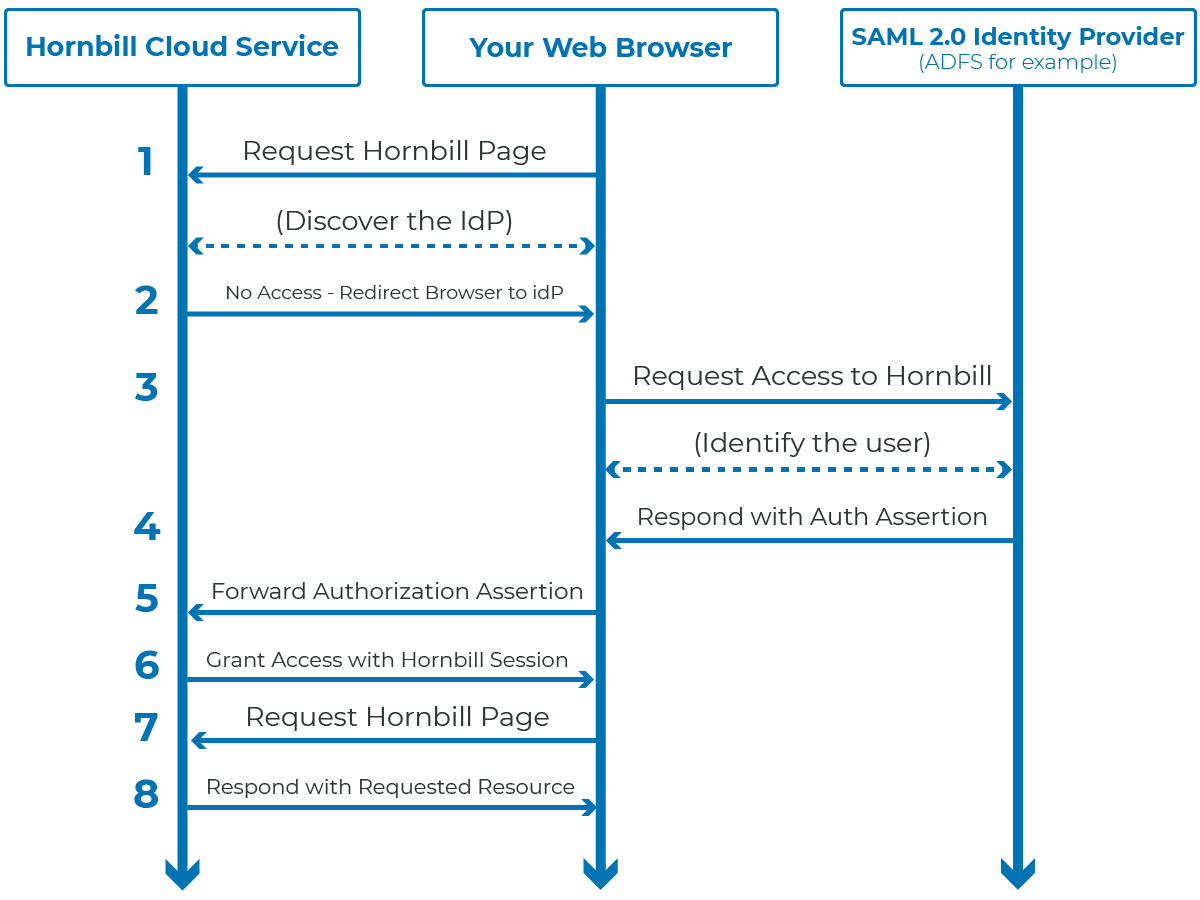 Hornbill Cloud Service
Your Web Browser
SAML 2.0 Identity Provider
(ADFS for example)
1
Request Hornbill Page
(Discover the IdP)
2
No Access - Redirect Browser to idP
3
Request Access to Hornbill
(Identify the user)
4
Respond with Auth Assertion
5
Forward Authorization Assertion
6
Grant Access with Hornbill Session
7
Request Hornbill Page
8
Respond with Requested Resource